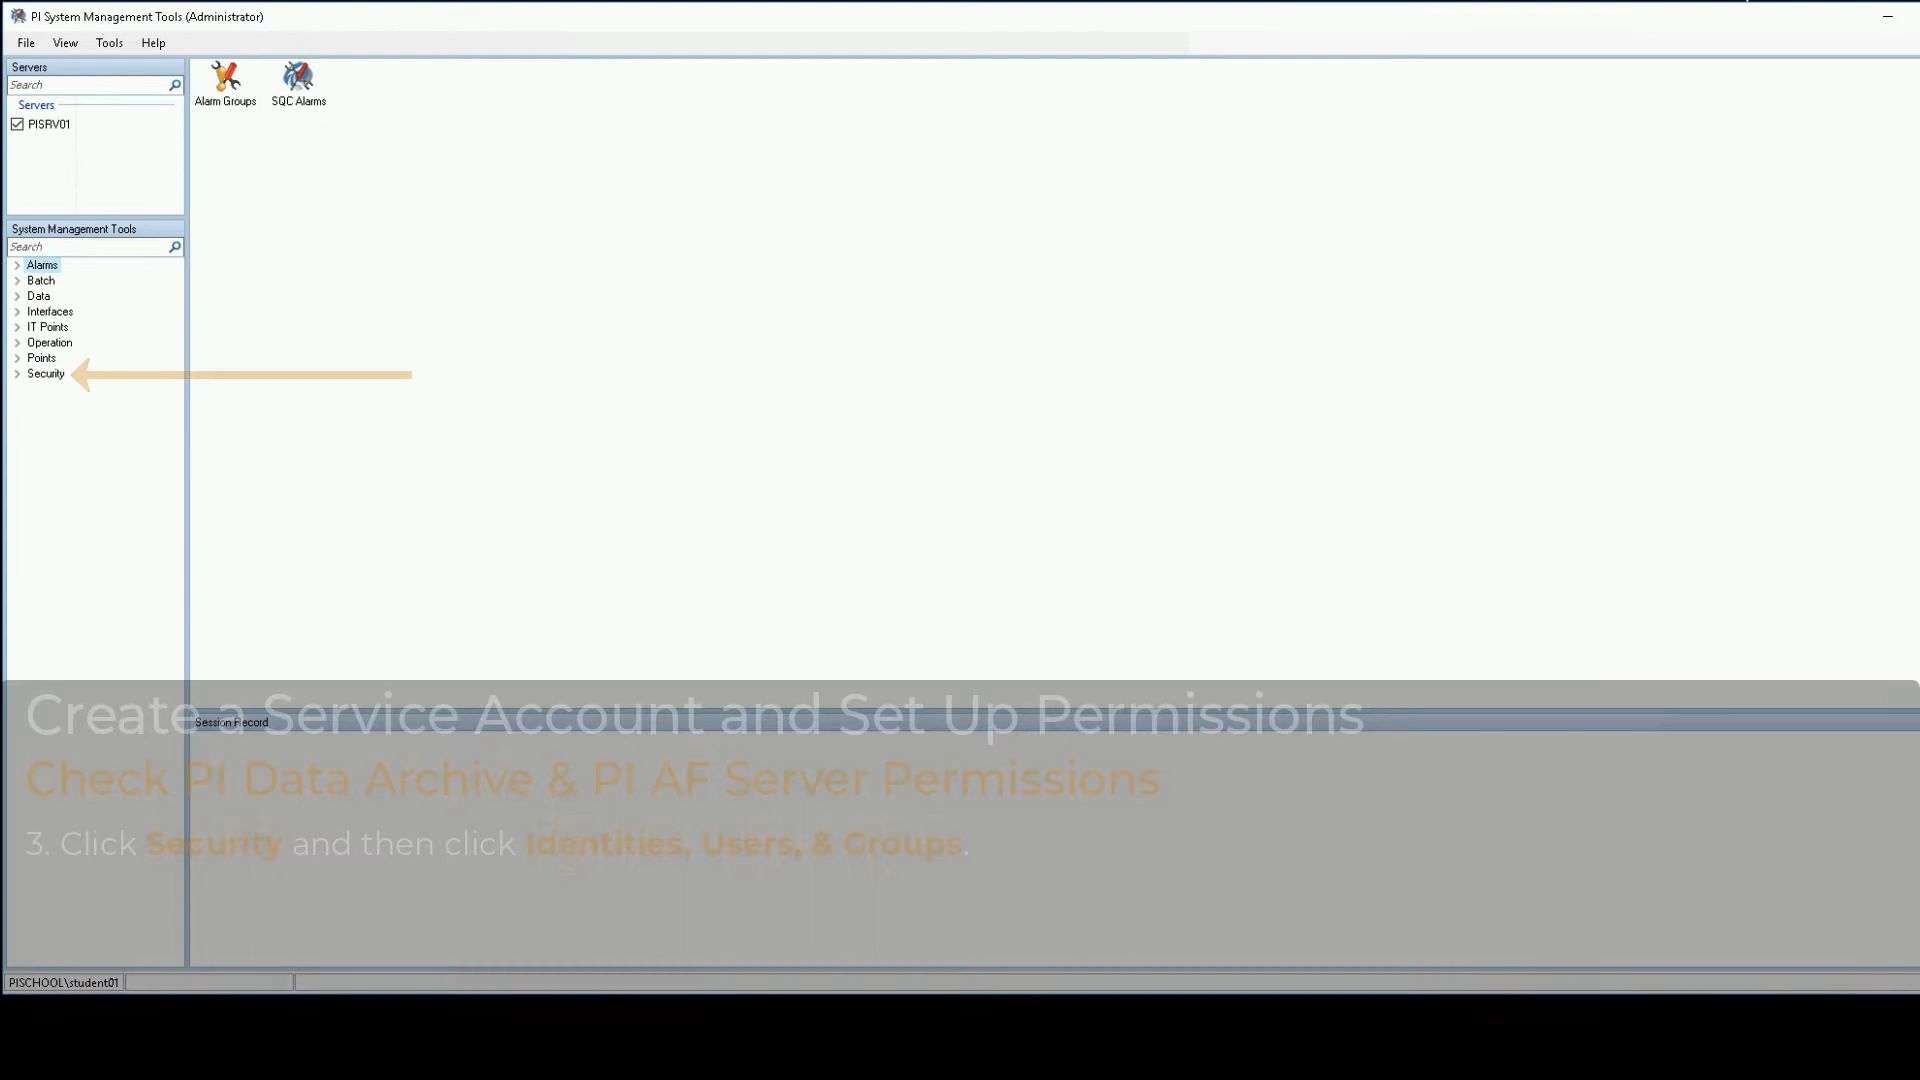 PI System Management Tools (Administrator)
File View Tools Help
Servers
Search
Servers
PISRV01
Alarm Groups
SQC Alarms
System Management Tools
Search
Alarms
Batch
Data
Interfaces
IT Points
Operation
Points
Security
Session Record
Create a Service Account and Set Up Permissions
Check PI Data Archive & PI AF Server Permissions
3. Click Security and then click Identities, Users, & Groups.
PISCHOOL\student01